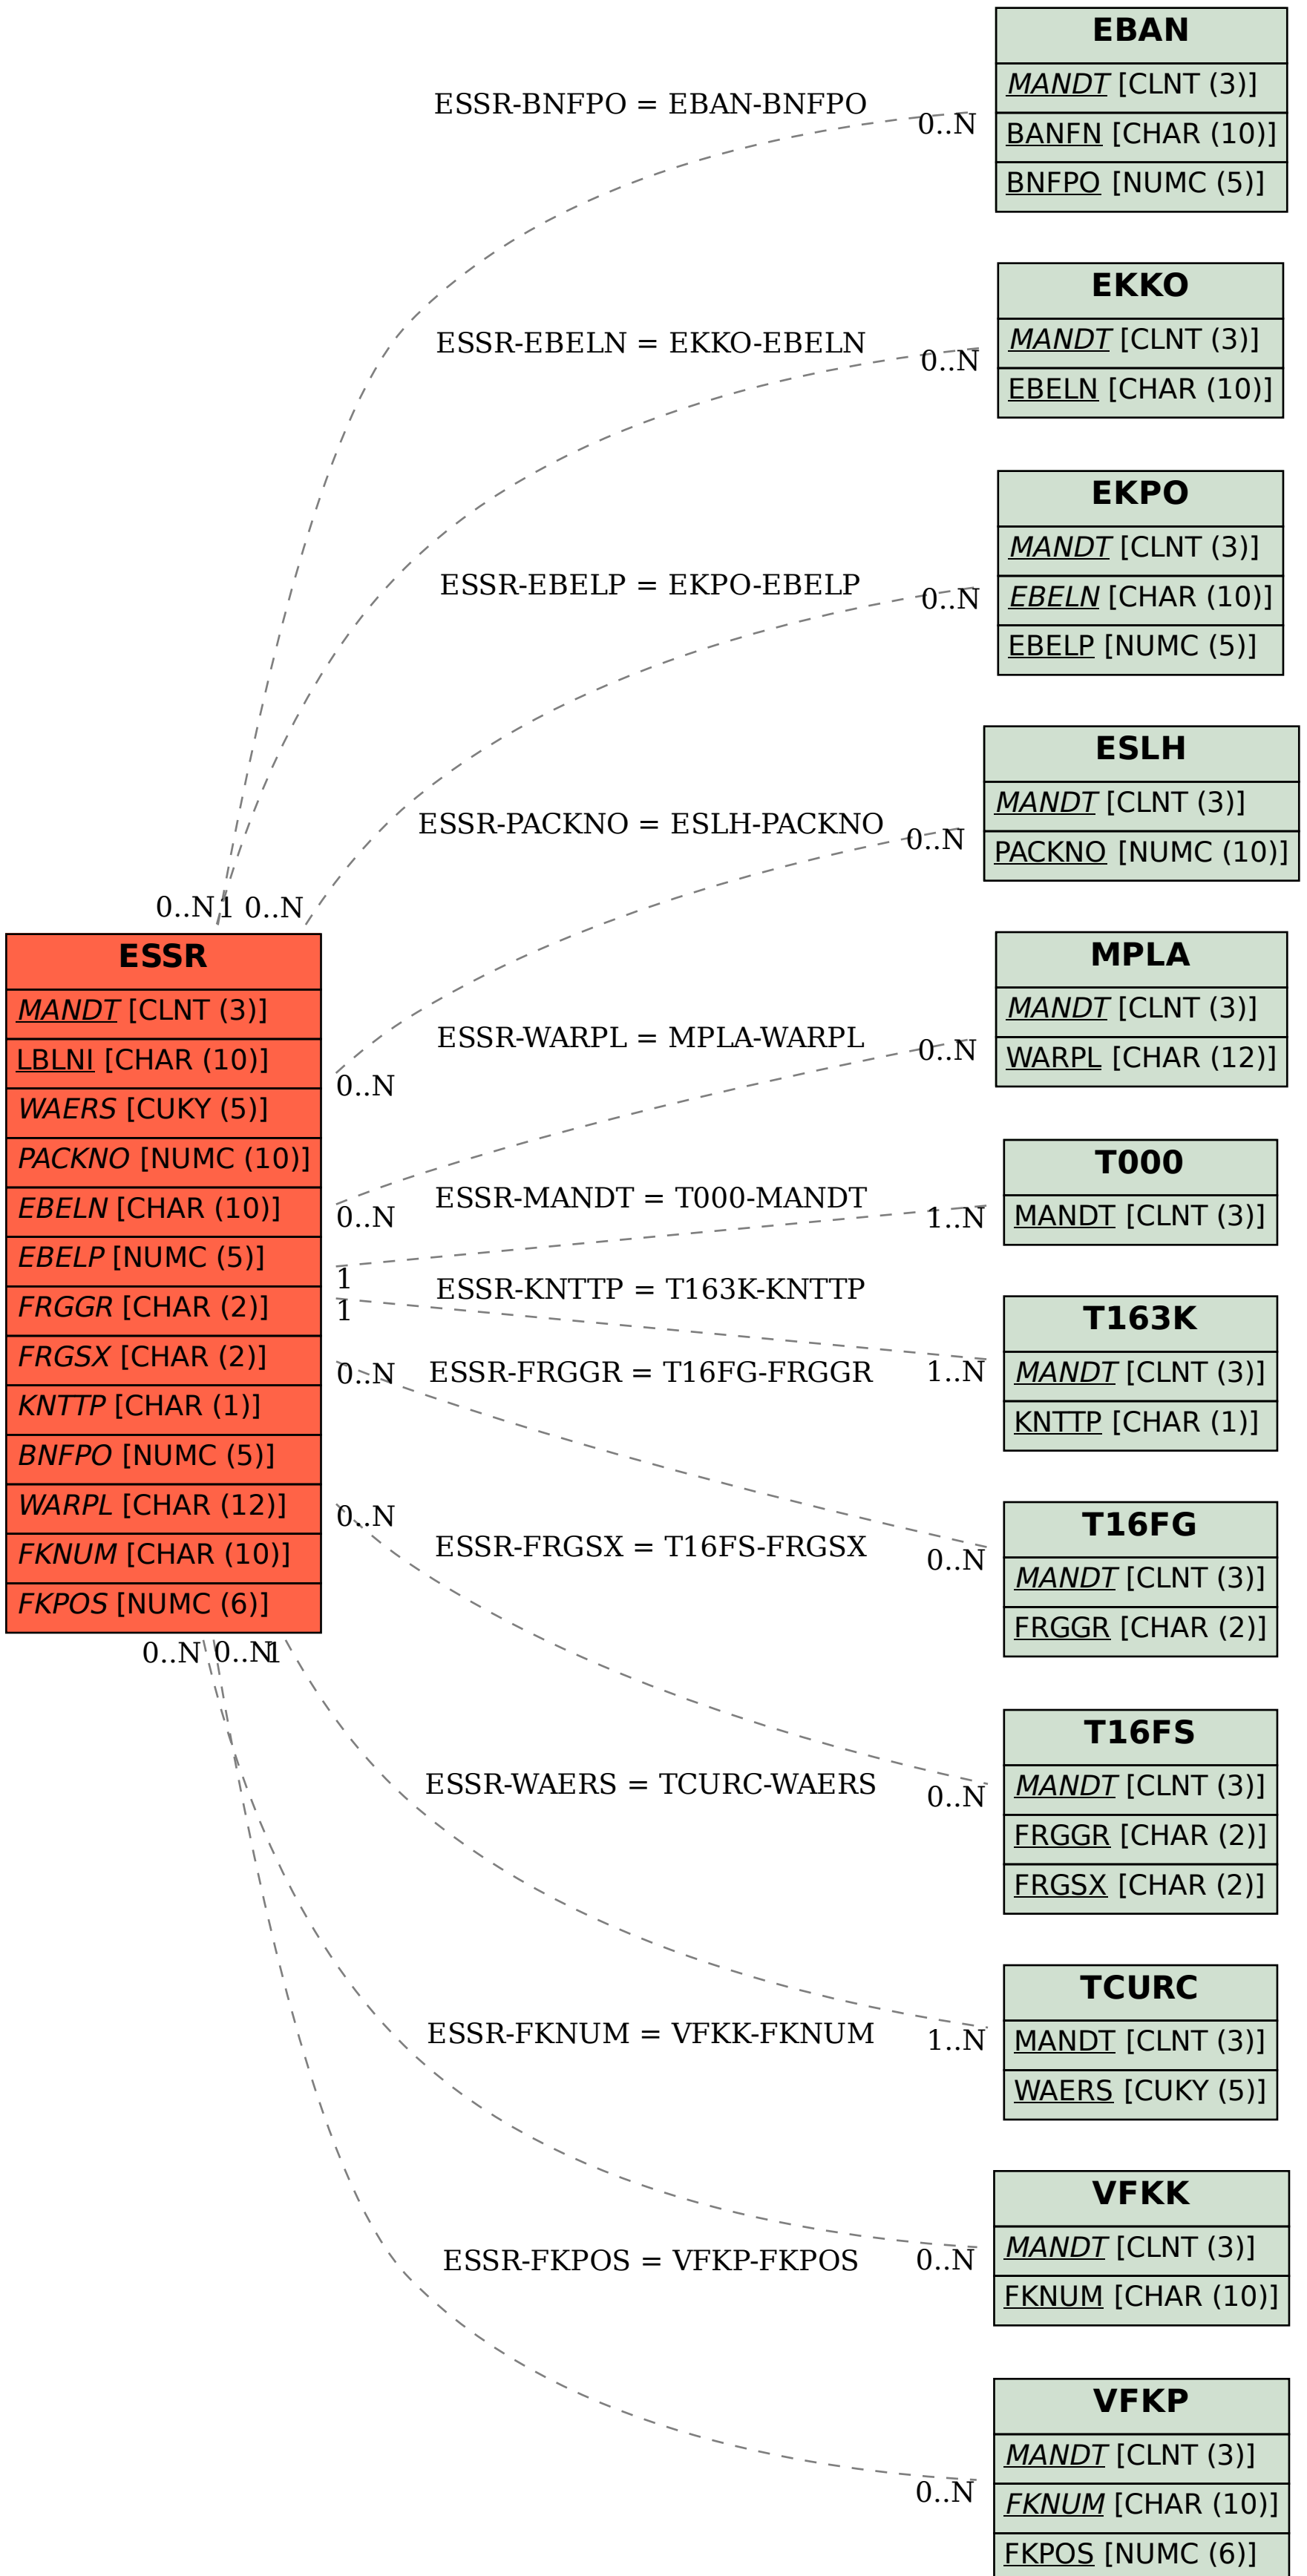 EBAN
MANDT [CLNT (3)]
BANFN [CHAR (10)]
BNFPO [NUMC (5)]
ESSR-BNFPO = EBAN-BNFPO
0..N
EKKO
MANDT [CLNT (3)]
EBELN [CHAR (10)]
ESSR-EBELN = EKKO-EBELN
0..N
EKPO
MANDT [CLNT (3)]
EBELN [CHAR (10)]
EBELP [NUMC (5)]
ESSR-EBELP = EKPO-EBELP
0..N
ESLH
MANDT [CLNT (3)]
PACKNO [NUMC (10)]
ESSR-PACKNO = ESLH-PACKNO
0..N
0..N 1 0..N
ESSR
MANDT [CLNT (3)]
LBLNI [CHAR (10)]
WAERS [CUKY (5)]
PACKNO [NUMC (10)]
EBELN [CHAR (10)]
EBELP [NUMC (5)]
FRGGR [CHAR (2)]
FRGSX [CHAR (2)]
KNTTP [CHAR (1)]
BNFPO [NUMC (5)]
WARPL [CHAR (12)]
FKNUM [CHAR (10)]
FKPOS [NUMC (6)]
0..N 0..N 1
MPLA
MANDT [CLNT (3)]
WARPL [CHAR (12)]
ESSR-WARPL = MPLA-WARPL
0..N
0..N
0..N
T000
MANDT [CLNT (3)]
ESSR-MANDT = T000-MANDT
1..N
1
ESSR-KNTTP = T163K-KNTTP
1
T163K
MANDT [CLNT (3)]
KNTTP [CHAR (1)]
1..N
0..N
ESSR-FRGGR = T16FG-FRGGR
T16FG
MANDT [CLNT (3)]
FRGGR [CHAR (2)]
0..N
0..N
ESSR-FRGSX = T16FS-FRGSX
T16FS
MANDT [CLNT (3)]
FRGGR [CHAR (2)]
FRGSX [CHAR (2)]
0..N
ESSR-WAERS = TCURC-WAERS
TCURC
MANDT [CLNT (3)]
WAERS [CUKY (5)]
1..N
ESSR-FKNUM = VFKK-FKNUM
VFKK
MANDT [CLNT (3)]
FKNUM [CHAR (10)]
0..N
ESSR-FKPOS = VFKP-FKPOS
VFKP
MANDT [CLNT (3)]
FKNUM [CHAR (10)]
FKPOS [NUMC (6)]
0..N